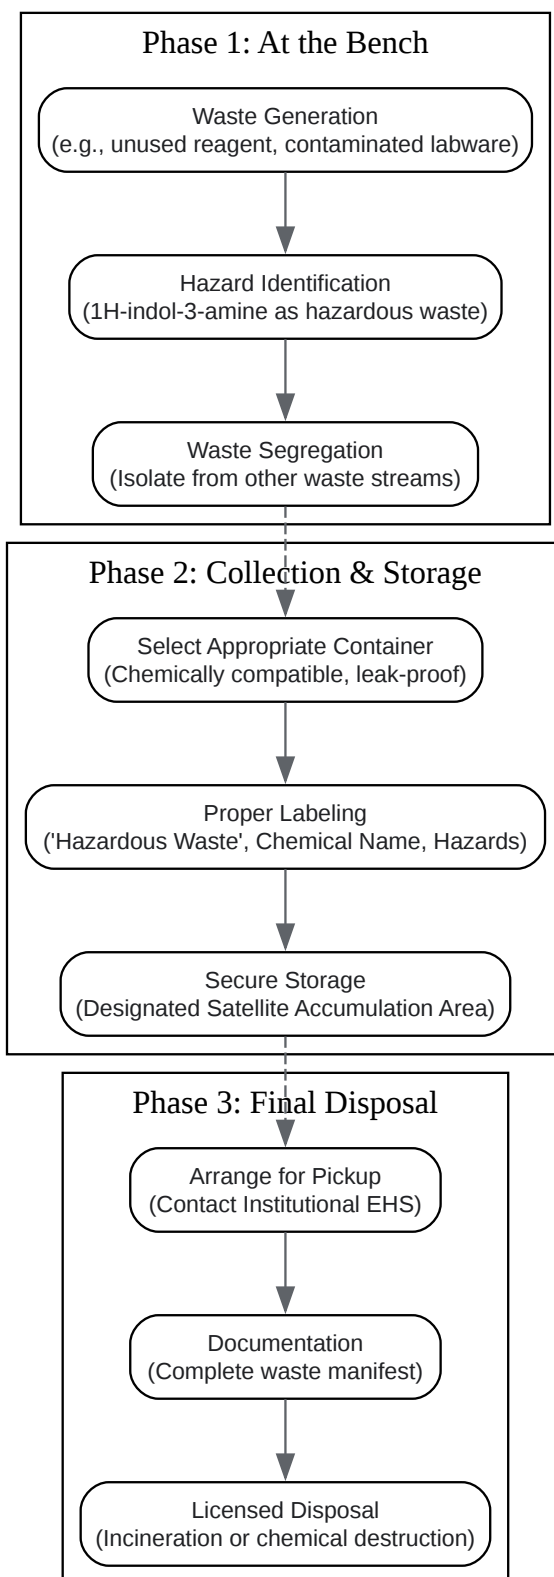 Phase 1: At the Bench
Waste Generation
(e.g., unused reagent, contaminated labware)
Hazard Identification
(1H-indol-3-amine as hazardous waste)
Waste Segregation
(Isolate from other waste streams)
Phase 2: Collection & Storage
Select Appropriate Container
(Chemically compatible, leak-proof)
Proper Labeling
('Hazardous Waste', Chemical Name, Hazards)
Secure Storage
(Designated Satellite Accumulation Area)
Phase 3: Final Disposal
Arrange for Pickup
(Contact Institutional EHS)
Documentation
(Complete waste manifest)
Licensed Disposal
(Incineration or chemical destruction)